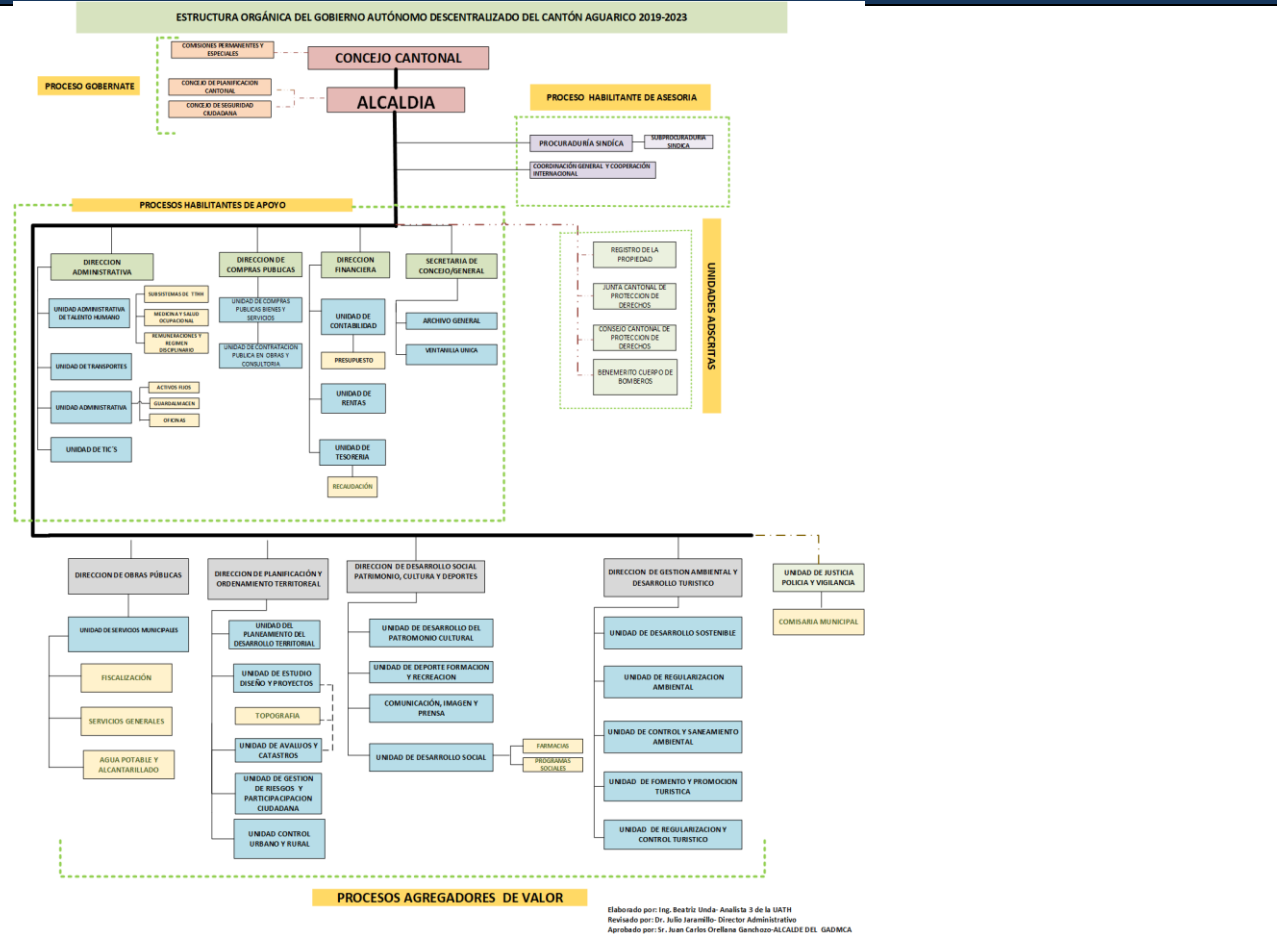 ESTRUCTURA ORGÁNICA DEL GOBIERNO AUTÓNOMO DESCENTRALIZADO DEL CANTÓN AGUARICO 2019-2023
COMISIONES PERMANENTES Y
ESPECIALES
CONCEJO CANTONAL
PROCESO GOBERNATE
CONCEJO DE PLANIFICACION
CANTONAL
CONCEJO DE SEGURIDAD
CIUDADANA
ALCALDIA
PROCESO HABILITANTE DE ASESORIA
PROCURADURÍA SINDÍCA
SUBPROCURADURÍA
SINDICA
COORDINACIÓN GENERAL Y COOPERACIÓN
INTERNACIONAL
PROCESOS HABILITANTES DE APOYO
DIRECCION
ADMINISTRATIVA
UNIDAD ADMINISTRATIVA
DE TALENTO HUMANO
SUBSISTEMAS DE TTHH
MEDICINA Y SALUD
OCUPACIONAL
REMUNERACIONES Y
REGIMEN
DISCIPLINARIO
UNIDAD DE TRANSPORTES
UNIDAD ADMINISTRATIVA
ACTIVOS FIJOS
GUARDALMACEN
OFICINAS
UNIDAD DE TIC´S
DIRECCION DE
COMPRAS PUBLICAS
UNIDAD DE COMPRAS
PUBLICAS BIENES Y
SERVICIOS
UNIDAD DE CONTRATACION
PUBLICA EN OBRAS Y
CONSULTORIA
DIRECCION
FINANCIERA
UNIDAD DE
CONTABILIDAD
PRESUPUESTO
UNIDAD DE
RENTAS
UNIDAD DE
TESORERIA
RECAUDACIÓN
SECRETARIA DE
CONCEJO/GENERAL
ARCHIVO GENERAL
VENTANILLA UNICA
REGISTRO DE LA
PROPIEDAD
JUNTA CANTONAL DE
PROTECCION DE
DERECHOS
CONSEJO CANTONAL DE
PROTECCION DE
DERECHOS
BENEMERITO CUERPO DE
BOMBEROS
UNIDADES ADSCRITAS
DIRECCION DE OBRAS PÚBLICAS
UNIDAD DE SERVICIOS MUNICIPALES
FISCALIZACIÓN
SERVICIOS GENERALES
AGUA POTABLE Y
ALCANTARILLADO
DIRECCION DE PLANIFICACIÓN Y
ORDENAMIENTO TERRITOREAL
UNIDAD DEL
PLANEAMIENTO DEL
DESARROLLO TERRITORIAL
UNIDAD DE ESTUDIO
DISEÑO Y PROYECTOS
TOPOGRAFIA
UNIDAD DE AVALUOS Y
CATASTROS
UNIDAD DE GESTION
DE RIESGOS Y
PARTICIPACIPACION
CIUDADANA
UNIDAD CONTROL
URBANO Y RURAL
DIRECCION DE DESARROLLO SOCIAL
PATRIMONIO, CULTURA Y DEPORTES
UNIDAD DE DESARROLLO DEL
PATROMONIO CULTURAL
UNIDAD DE DEPORTE FORMACION
Y RECREACION
COMUNICACIÓN, IMAGEN Y
PRENSA
UNIDAD DE DESARROLLO SOCIAL
FARMACIAS
PROGRAMAS
SOCIALES
DIRECCION DE GESTION AMBIENTAL Y
DESARROLLO TURISTICO
UNIDAD DE DESARROLLO SOSTENIBLE
UNIDAD DE REGULARIZACION
AMBIENTAL
UNIDAD DE CONTROL Y SANEAMIENTO
AMBIENTAL
UNIDAD DE FOMENTO Y PROMOCION
TURISTICA
UNIDAD DE REGULARIZACION Y
CONTROL TURISTICO
UNIDAD DE JUSTICIA
POLICIA Y VIGILANCIA
COMISARIA MUNICIPAL
PROCESOS AGREGADORES DE VALOR
Elaborado por: Ing. Beatriz Unda- Analista 3 de la UATH
Revisado por: Dr. Julio Jaramillo- Director Administrativo
Aprobado por: Sr. Juan Carlos Orellana Ganchozo-ALCALDE DEL GADMCA